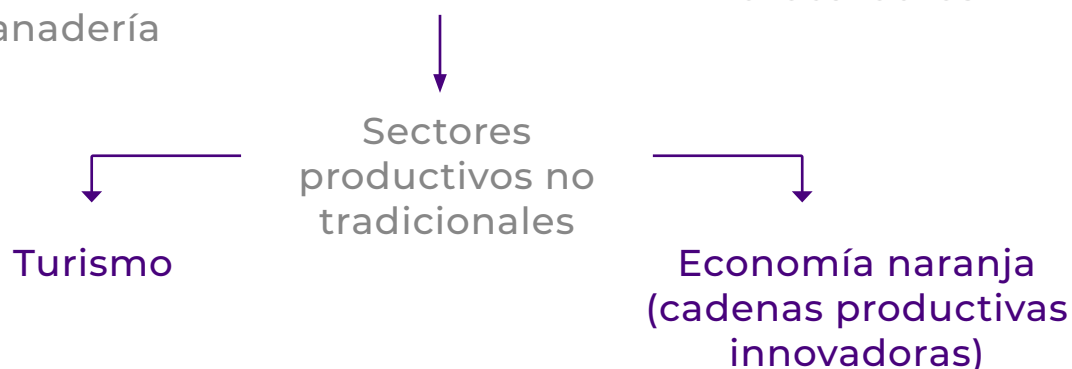 anadería
Sectores
productivos no
tradicionales
Turismo
Economía naranja
(cadenas productivas
innovadoras)